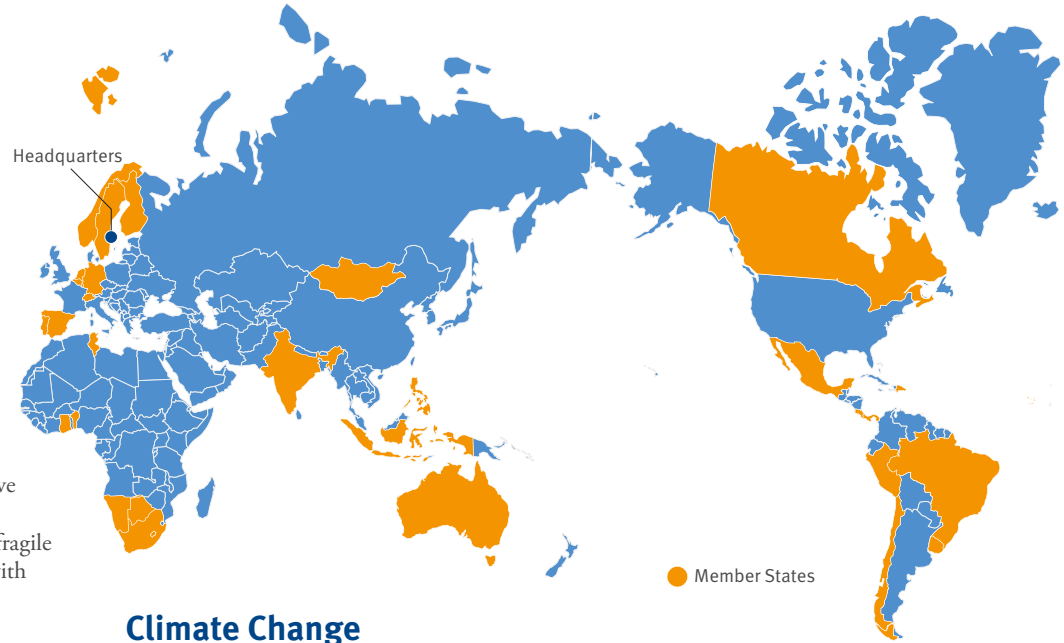 Headquarters
ve
fragile
ith
Member States
Climate Change